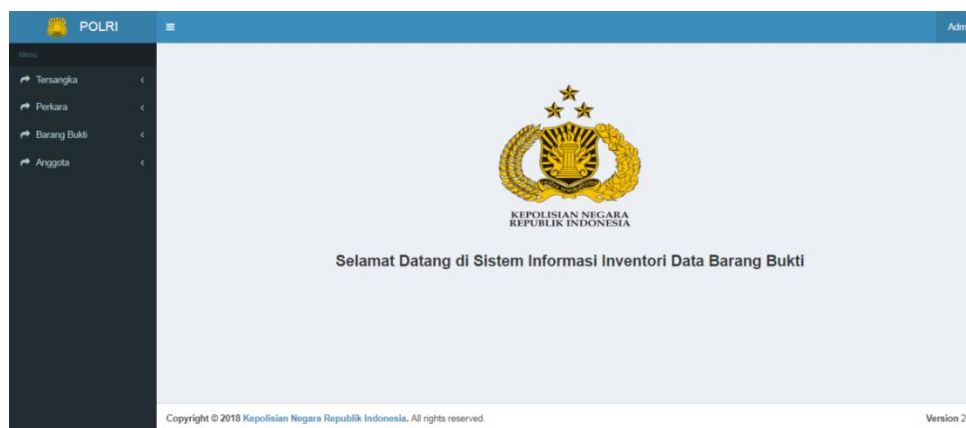 POLRI
Menu
Tersangka
Perkara
Barang Bukti
Anggota
KEPOLISIAN NEGARA
REPUBLIK INDONESIA
Selamat Datang di Sistem Informasi Inventori Data Barang Bukti
Copyright © 2018 Kepolisian Negara Republik Indonesia. All rights reserved.
Version 2